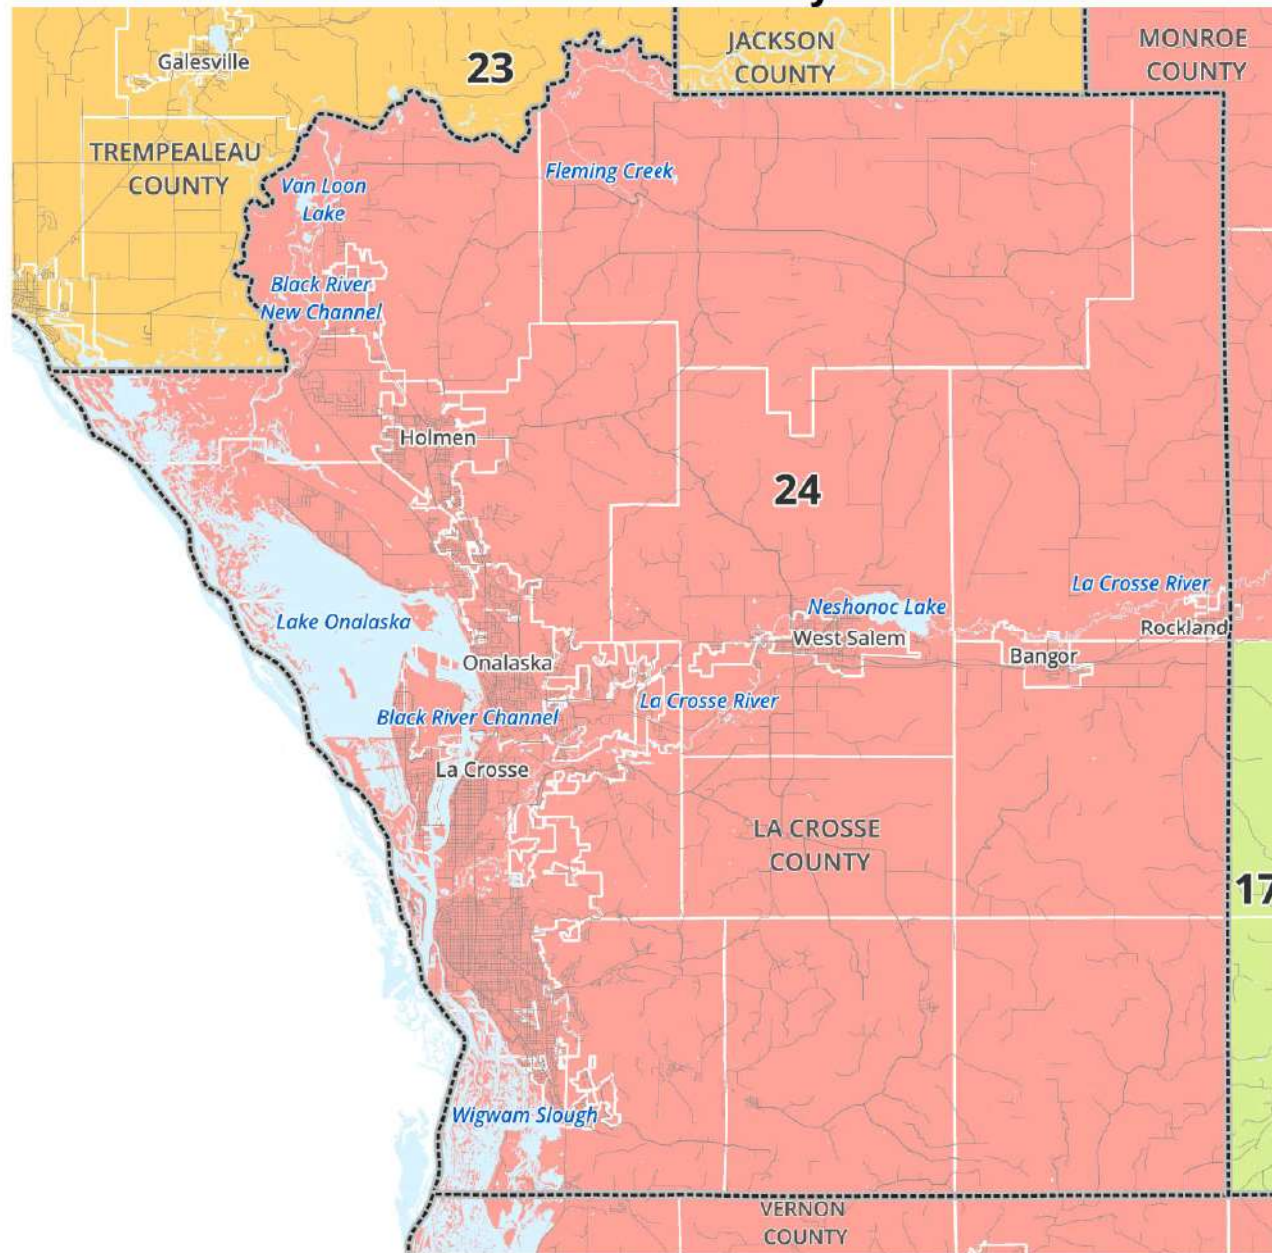 Galesville
23
JACKSON
COUNTY
MONROE
COUNTY
TREMPEALEAU
COUNTY
Van Loon
Lake
Fleming Creek
Black River
New Channel
Holmen
24
La Crosse River
Neshonoc Lake
Lake Onalaska
West Salem
Rockland
Onalaska
Bangor
La Crosse River
Black River Channel
La Crosse
LA CROSSE
COUNTY
17
Wigwam Slough
VERNON
COUNTY